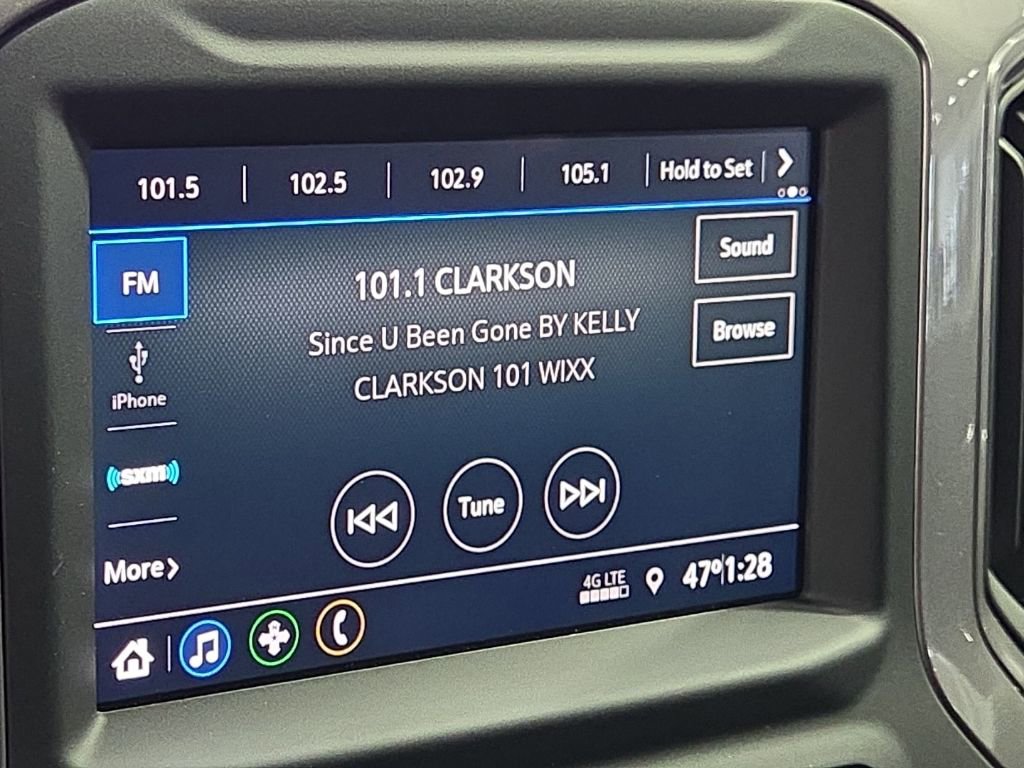 101.5 102.5 102.9 105.1 Hold to Set
FM
101.1 CLARKSON
Sound
Since U Been Gone BY KELLY
Browse
iPhone
CLARKSON 101 WIXX
sxm
Tune
More
4G LTE 47° 1:28